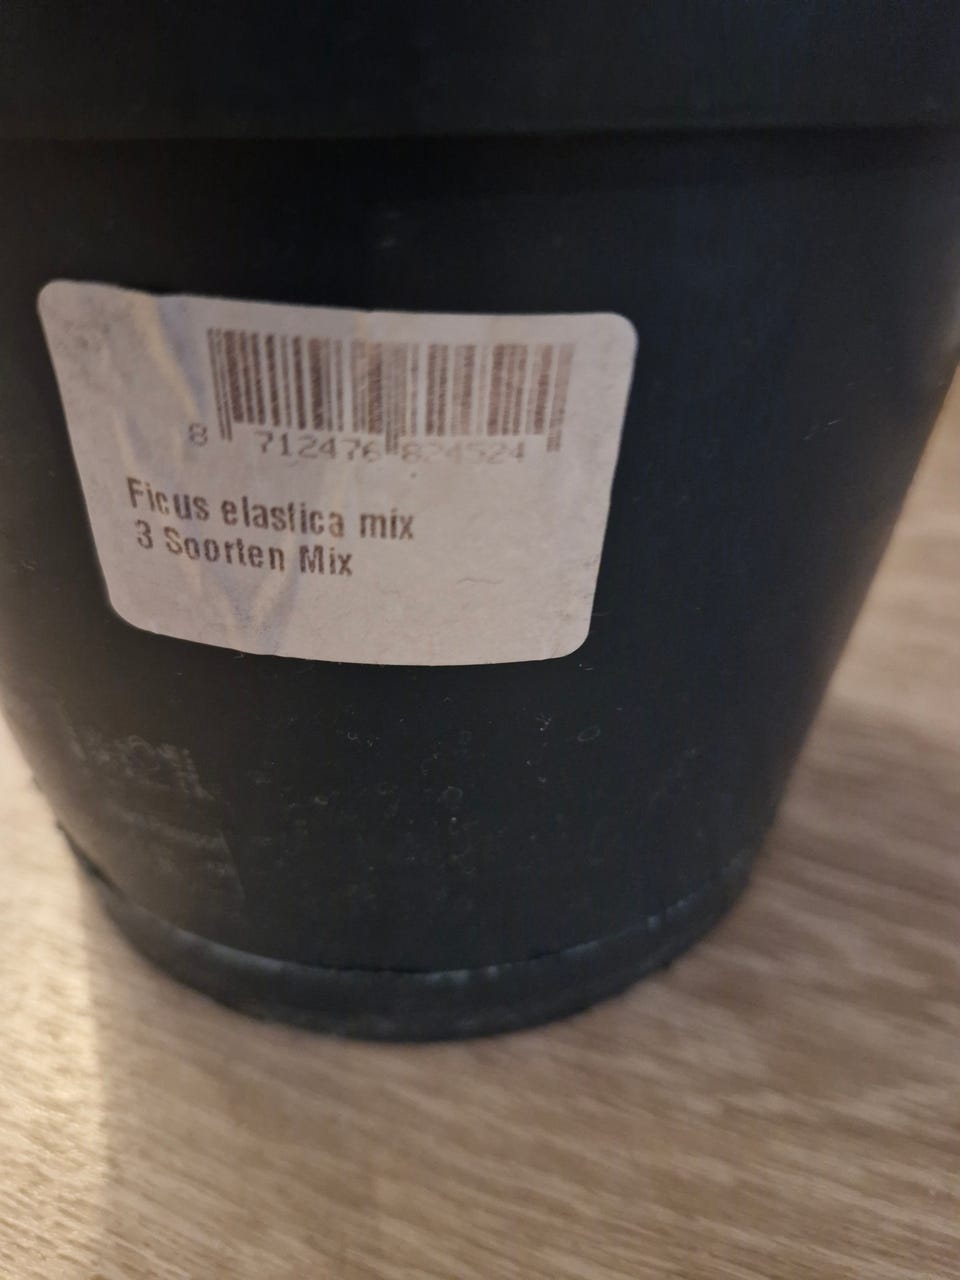 8 712476 824524
Ficus elastica mix
3 Soorten Mix